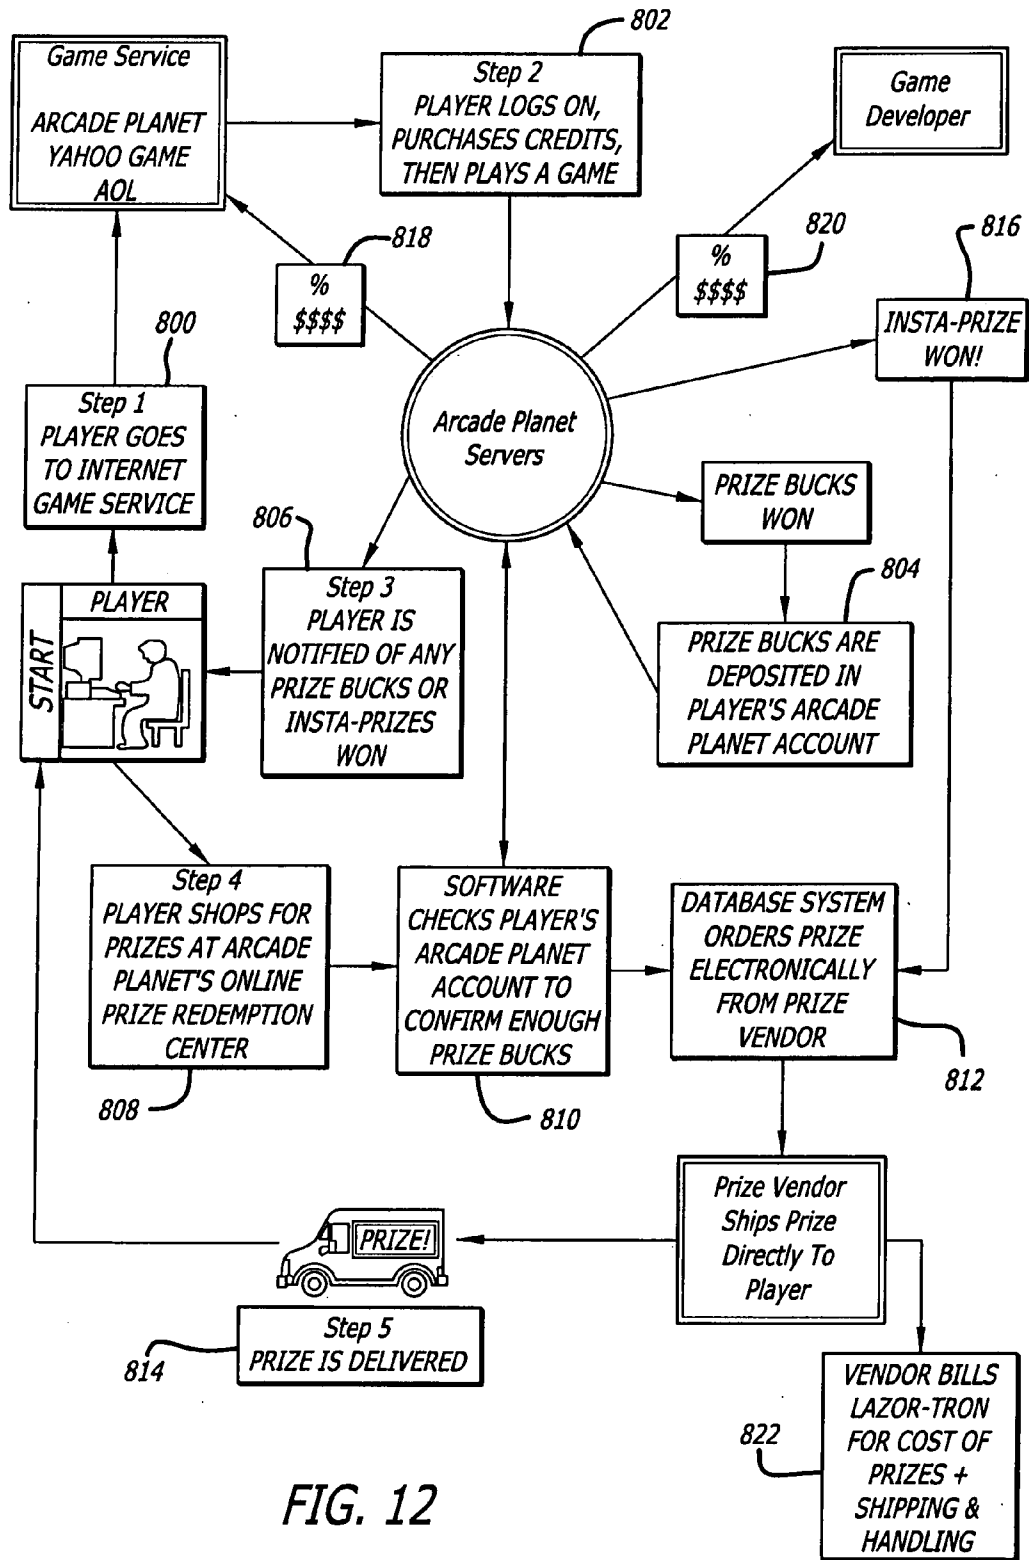 802
Game Service
ARCADE PLANET
YAHOO GAME
AOL
Step 2
PLAYER LOGS ON,
PURCHASES CREDITS,
THEN PLAYS A GAME
Game
Developer
818
%
$$$$
820
%
$$$$
816
INSTA-PRIZE
WON!
800
Step 1
PLAYER GOES
TO INTERNET
GAME SERVICE
Arcade Planet
Servers
PRIZE BUCKS
WON
804
PRIZE BUCKS ARE
DEPOSITED IN
PLAYER'S ARCADE
PLANET ACCOUNT
806
Step 3
PLAYER IS
NOTIFIED OF ANY
PRIZE BUCKS OR
INSTA-PRIZES
WON
START
PLAYER
Step 4
PLAYER SHOPS FOR
PRIZES AT ARCADE
PLANET'S ONLINE
PRIZE REDEMPTION
CENTER
808
SOFTWARE
CHECKS PLAYER'S
ARCADE PLANET
ACCOUNT TO
CONFIRM ENOUGH
PRIZE BUCKS
810
DATABASE SYSTEM
ORDERS PRIZE
ELECTRONICALLY
FROM PRIZE
VENDOR
812
Prize Vendor
Ships Prize
Directly To
Player
PRIZE!
Step 5
PRIZE IS DELIVERED
814
VENDOR BILLS
LAZOR-TRON
FOR COST OF
PRIZES +
SHIPPING &
HANDLING
822
FIG. 12